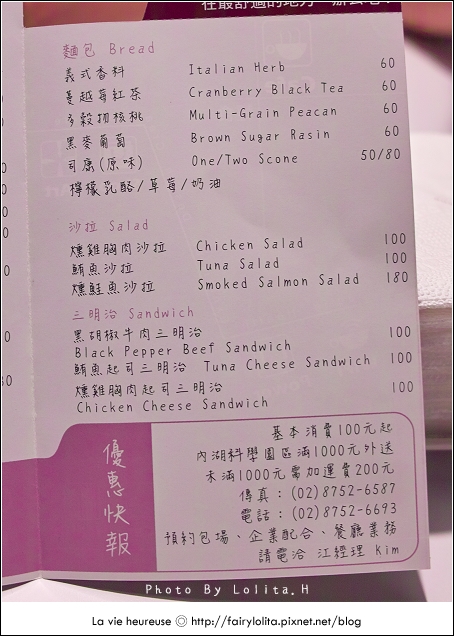 在最舒適的地方
麵包 Bread
義式香料 Italian Herb 60
蔓越莓紅茶 Cranberry Black Tea 60
多穀物核桃 Multi-Grain Peacan 60
黑麥葡萄 Brown Sugar Rasin 60
司康(原味) One/Two Scone 50/80
檸檬乳酪/草莓/奶油
沙拉 Salad
燻雞胸肉沙拉 Chicken Salad 100
鮪魚沙拉 Tuna Salad 100
燻鮭魚沙拉 Smoked Salmon Salad 180
三明治 Sandwich
黑胡椒牛肉三明治 100
Black Pepper Beef Sandwich
鮪魚起司三明治 Tuna Cheese Sandwich 100
燻雞胸肉起司三明治 100
Chicken Cheese Sandwich
優惠快報
基本消費100元起
內湖科學園區滿1000元外送
未滿1000元需加運費200元
傳真：(02)8752-6587
電話：(02)8752-6693
預約包場、企業配合、餐廳業務
請電洽 江經理 Kim
Photo By Lolita.H
La vie heureuse ◎ http://fairylolita.pixnet.net/blog